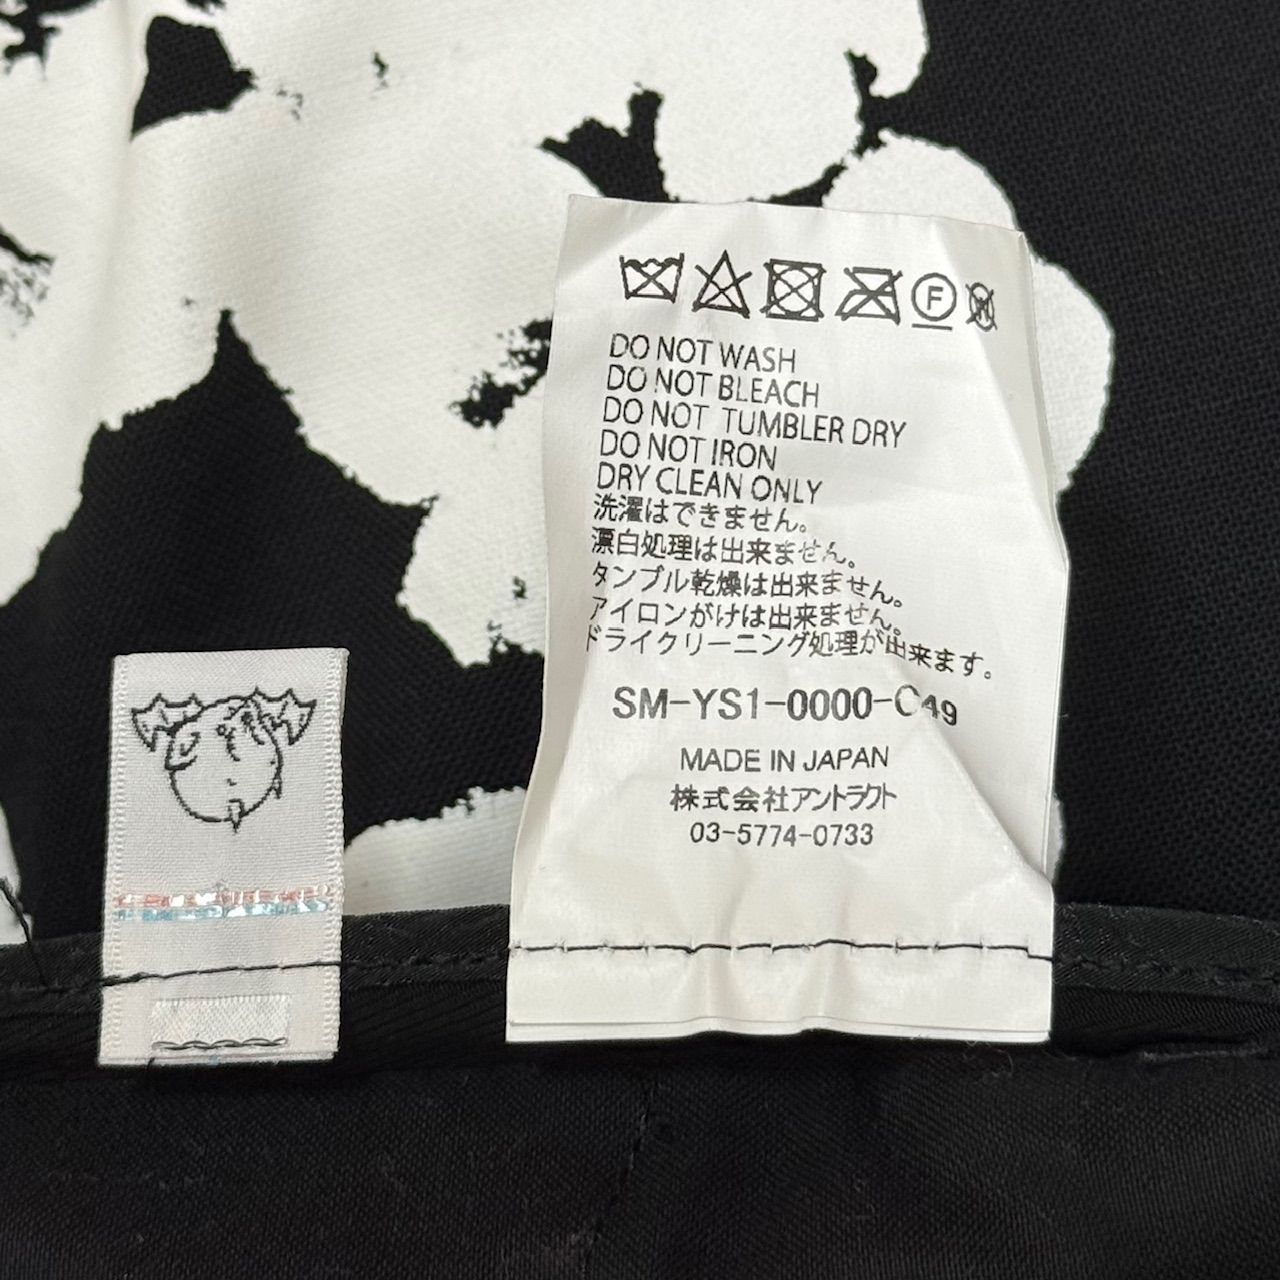 F
W
DO NOT WASH
DO NOT BLEACH
DO NOT TUMBLER DRY
DO NOT IRON
DRY CLEAN ONLY
洗濯はできません。
漂白処理は出来ません。
タンブル乾燥は出来ません。
アイロンがけは出来ません。
ドライクリーニング処理が出来ます。
SM-YS1-0000-C49
MADE IN JAPAN
株式会社アントラクト
03-5774-0733